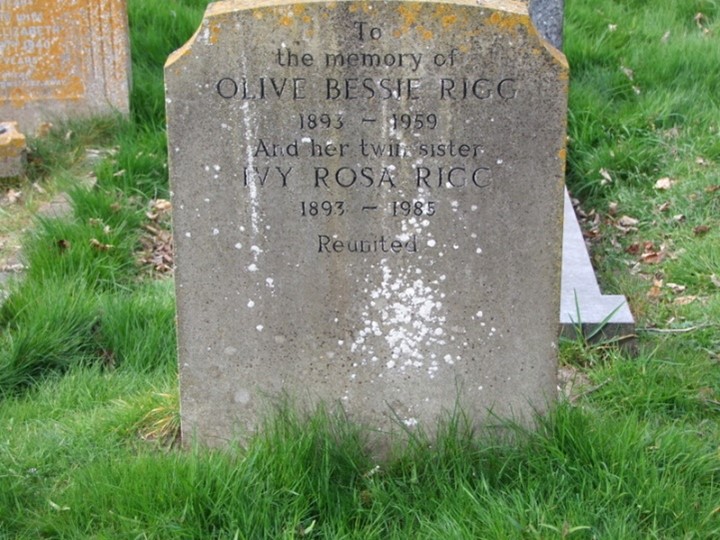 To
the memory of
OLIVE BESSIE RIGG
1893 ~ 1959
And her twin sister
IVY ROSA RIGG
1893 ~ 1985
Reunited